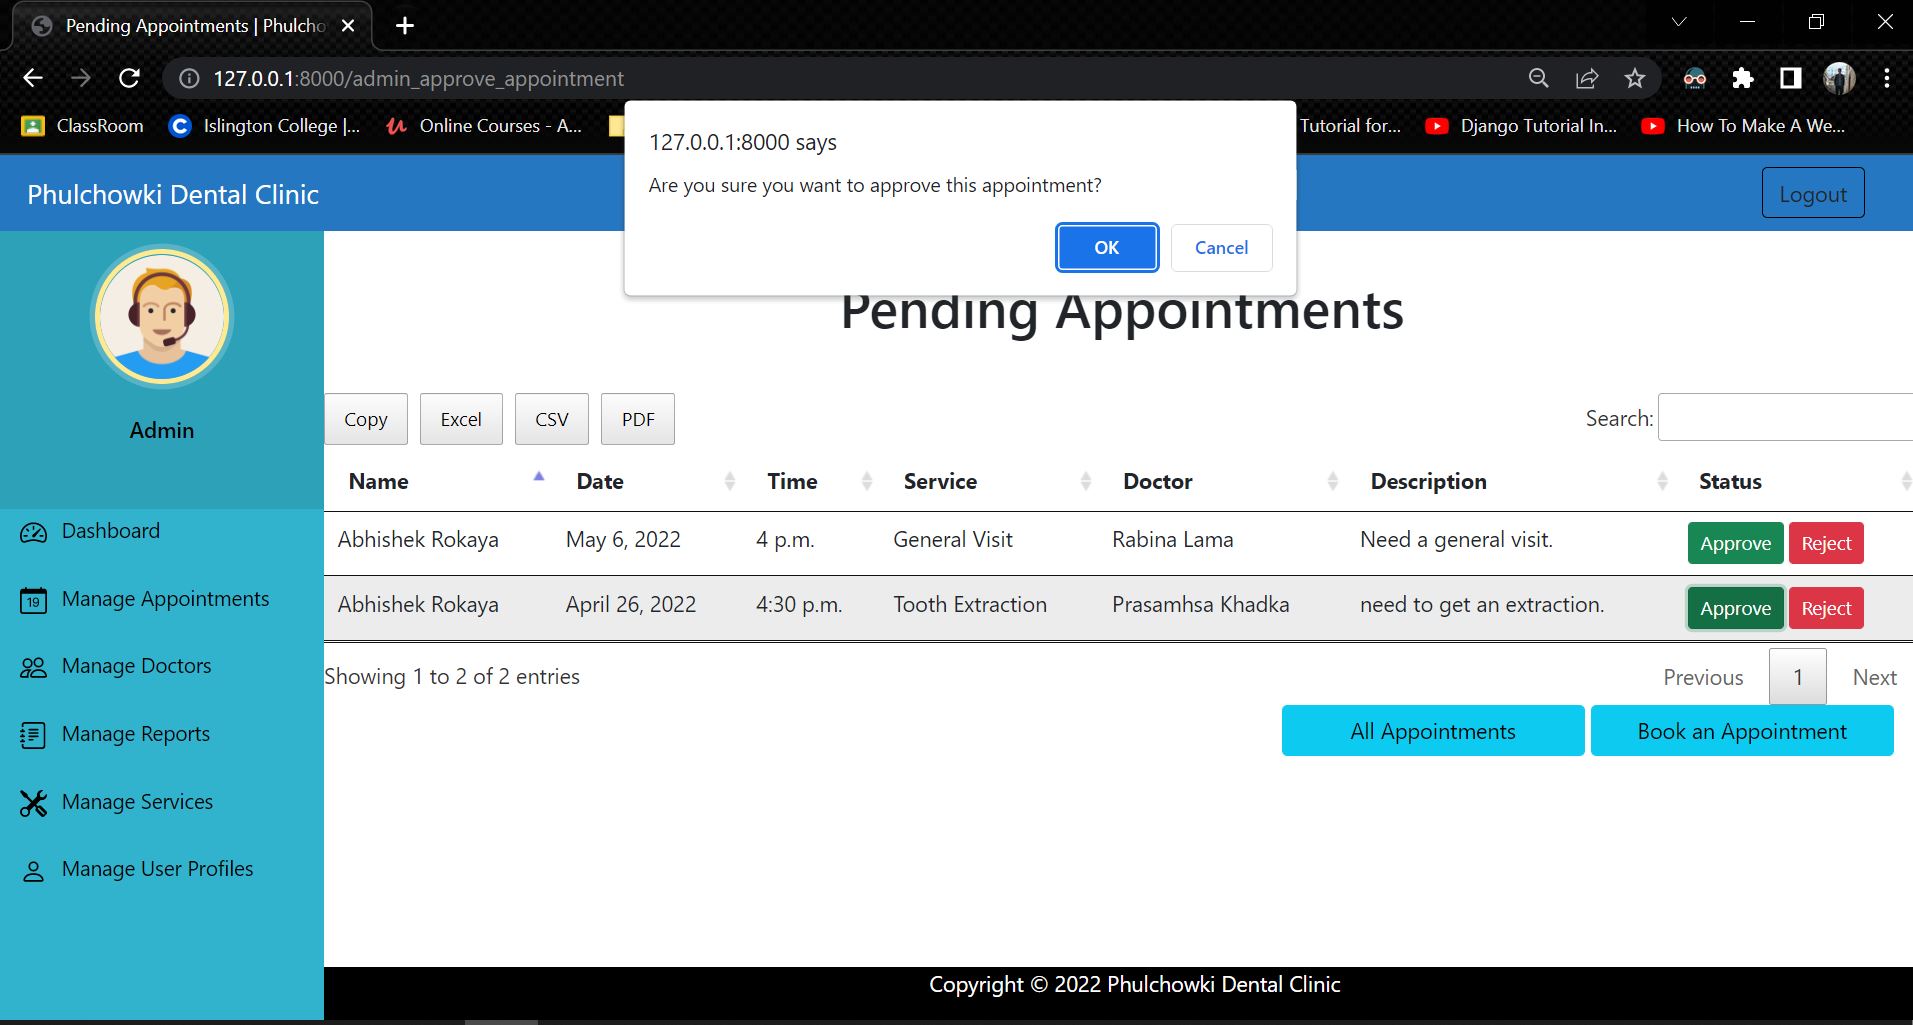 Pending Appointments | Phulcho
127.0.0.1:8000/admin_approve_appointment
ClassRoom Islington College |... Online Courses - A... Tutorial for... Django Tutorial In... How To Make A We...
127.0.0.1:8000 says
Are you sure you want to approve this appointment?
OK Cancel
Phulchowki Dental Clinic Logout
Admin
Dashboard
19
Manage Appointments
Manage Doctors
Manage Reports
Manage Services
Manage User Profiles
Pending Appointments
Copy Excel CSV PDF Search:
Name Date Time Service Doctor Description Status
Abhishek Rokaya May 6, 2022 4 p.m. General Visit Rabina Lama Need a general visit. Approve Reject
Abhishek Rokaya April 26, 2022 4:30 p.m. Tooth Extraction Prasamhsa Khadka need to get an extraction. Approve Reject
Showing 1 to 2 of 2 entries Previous 1 Next
All Appointments Book an Appointment
Copyright © 2022 Phulchowki Dental Clinic